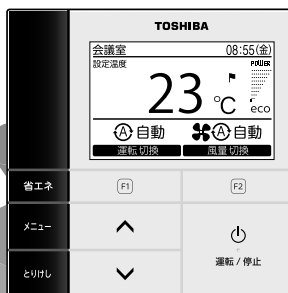 TOSHIBA
会議室 08:55(金)
設定温度 POWER
23 °C eco
Ⓐ自動 Ⓐ自動
運転切換 風量切換
省エネ F1 F2
メニュー
運転 / 停止
とりけし